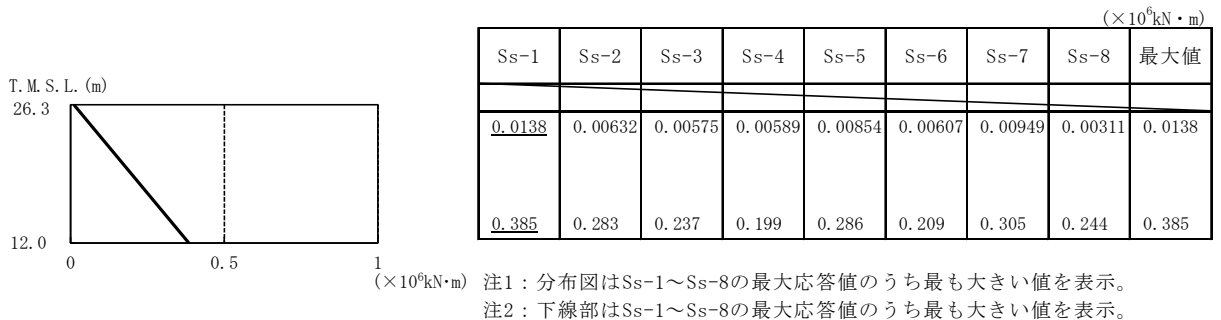 (×10⁶kN・m)
Ss-1 Ss-2 Ss-3 Ss-4 Ss-5 Ss-6 Ss-7 Ss-8 最大値
T.M.S.L.(m)
26.3
0.0138 0.00632 0.00575 0.00589 0.00854 0.00607 0.00949 0.00311 0.0138
0.385 0.283 0.237 0.199 0.286 0.209 0.305 0.244 0.385
12.0
0 0.5 1
(×10⁶kN・m)
注1：分布図はSs-1～Ss-8の最大応答値のうち最も大きい値を表示。
注2：下線部はSs-1～Ss-8の最大応答値のうち最も大きい値を表示。